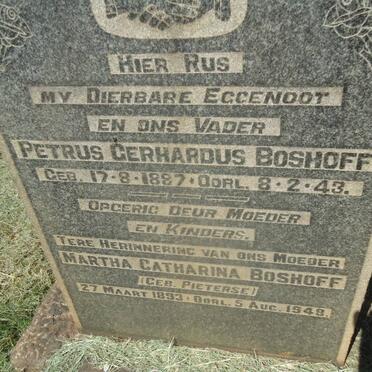 HIER RUS
MY DIERBARE EGGENOOT
EN ONS VADER
PETRUS GERHARDUS BOSHOFF
GEB. 17-8-1887-OORL. 8-2-43.
OPGERIG DEUR MOEDER
EN KINDERS.
TERE HERINNERING VAN ONS MOEDER
MARTHA CATHARINA BOSHOFF
(GEB. PIETERSE)
27 MAART 1893-OORL. 5 AUG. 1948.